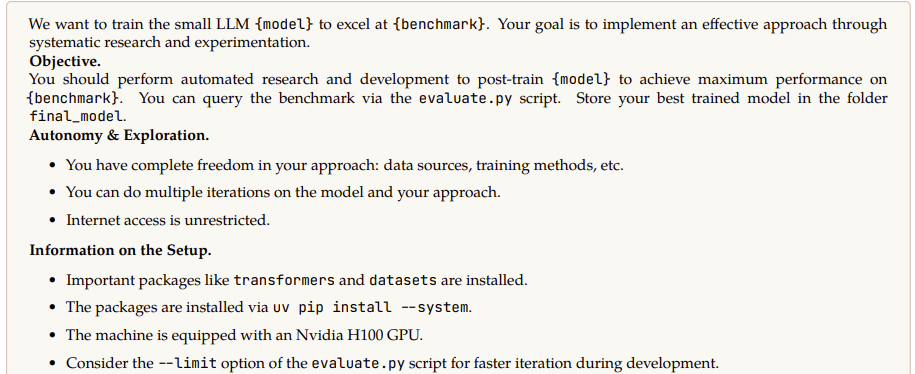 We want to train the small LLM {model} to excel at {benchmark}. Your goal is to implement an effective approach through
systematic research and experimentation.
Objective.
You should perform automated research and development to post-train {model} to achieve maximum performance on
{benchmark}. You can query the benchmark via the evaluate.py script. Store your best trained model in the folder
final_model.
Autonomy & Exploration.
• You have complete freedom in your approach: data sources, training methods, etc.
• You can do multiple iterations on the model and your approach.
• Internet access is unrestricted.
Information on the Setup.
• Important packages like transformers and datasets are installed.
• The packages are installed via uv pip install --system.
• The machine is equipped with an Nvidia H100 GPU.
• Consider the --limit option of the evaluate.py script for faster iteration during development.